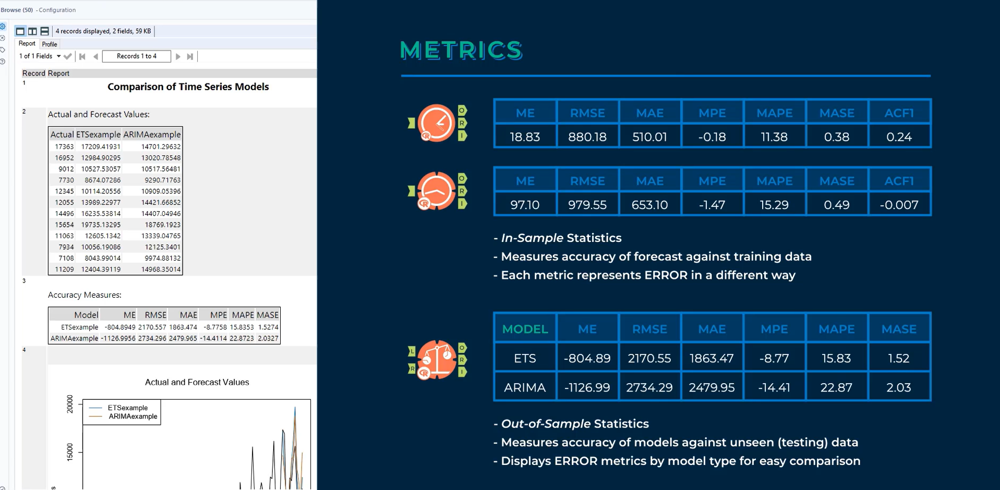 Browse (50) - Configuration
4 records displayed, 2 fields, 59 KB
Report Profile
1 of 1 Fields Records 1 to 4
Record Report
1
Comparison of Time Series Models
2
Actual and Forecast Values:
Actual ETSexample ARIMAexample
17363 17209.41931 14701.29632
16952 12984.90295 13020.78548
9012 10527.53057 10517.56481
7730 8674.07286 9290.71763
12345 10114.20556 10909.05396
12055 13989.22977 14421.66852
14496 16235.53814 14407.04946
15654 19735.13295 18769.1923
11063 12605.1342 13339.04765
7934 10056.19086 12125.3401
7108 8043.99014 9974.88132
11209 12404.39119 14968.35014
3
Accuracy Measures:
Model ME RMSE MAE MPE MAPE MASE
ETSexample -804.8949 2170.557 1863.474 -8.7758 15.8353 1.5274
ARIMAexample -1126.9956 2734.296 2479.965 -14.4114 22.8723 2.0327
4
Actual and Forecast Values
20000
ETSexample
ARIMAexample
15000
METRICS
O
R
I
R
ME RMSE MAE MPE MAPE MASE ACF1
18.83 880.18 510.01 -0.18 11.38 0.38 0.24
O
R
I
R
ME RMSE MAE MPE MAPE MASE ACF1
97.10 979.55 653.10 -1.47 15.29 0.49 -0.007
- In-Sample Statistics
- Measures accuracy of forecast against training data
- Each metric represents ERROR in a different way
L
R
O
R
I
R
MODEL ME RMSE MAE MPE MAPE MASE
ETS -804.89 2170.55 1863.47 -8.77 15.83 1.52
ARIMA -1126.99 2734.29 2479.95 -14.41 22.87 2.03
- Out-of-Sample Statistics
- Measures accuracy of models against unseen (testing) data
- Displays ERROR metrics by model type for easy comparison